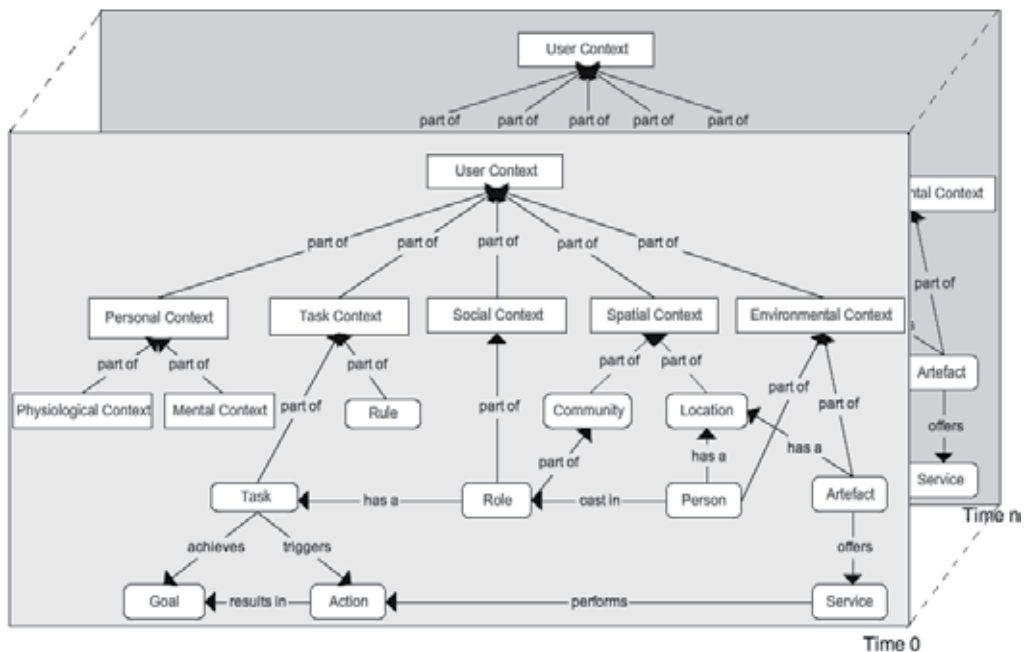 User Context
part of part of part of part of part of
User Context
part of part of part of part of part of
ntal Context
part of
Personal Context Task Context Social Context Spatial Context Environmental Context
part of part of part of part of
Artefact
part of part of part of part of
Physiological Context Mental Context Rule Community Location
offers
has a has a
part of
Service
Task has a Role cast in Person Artefact
Time n
achieves triggers offers
Goal results in Action performs Service
Time 0